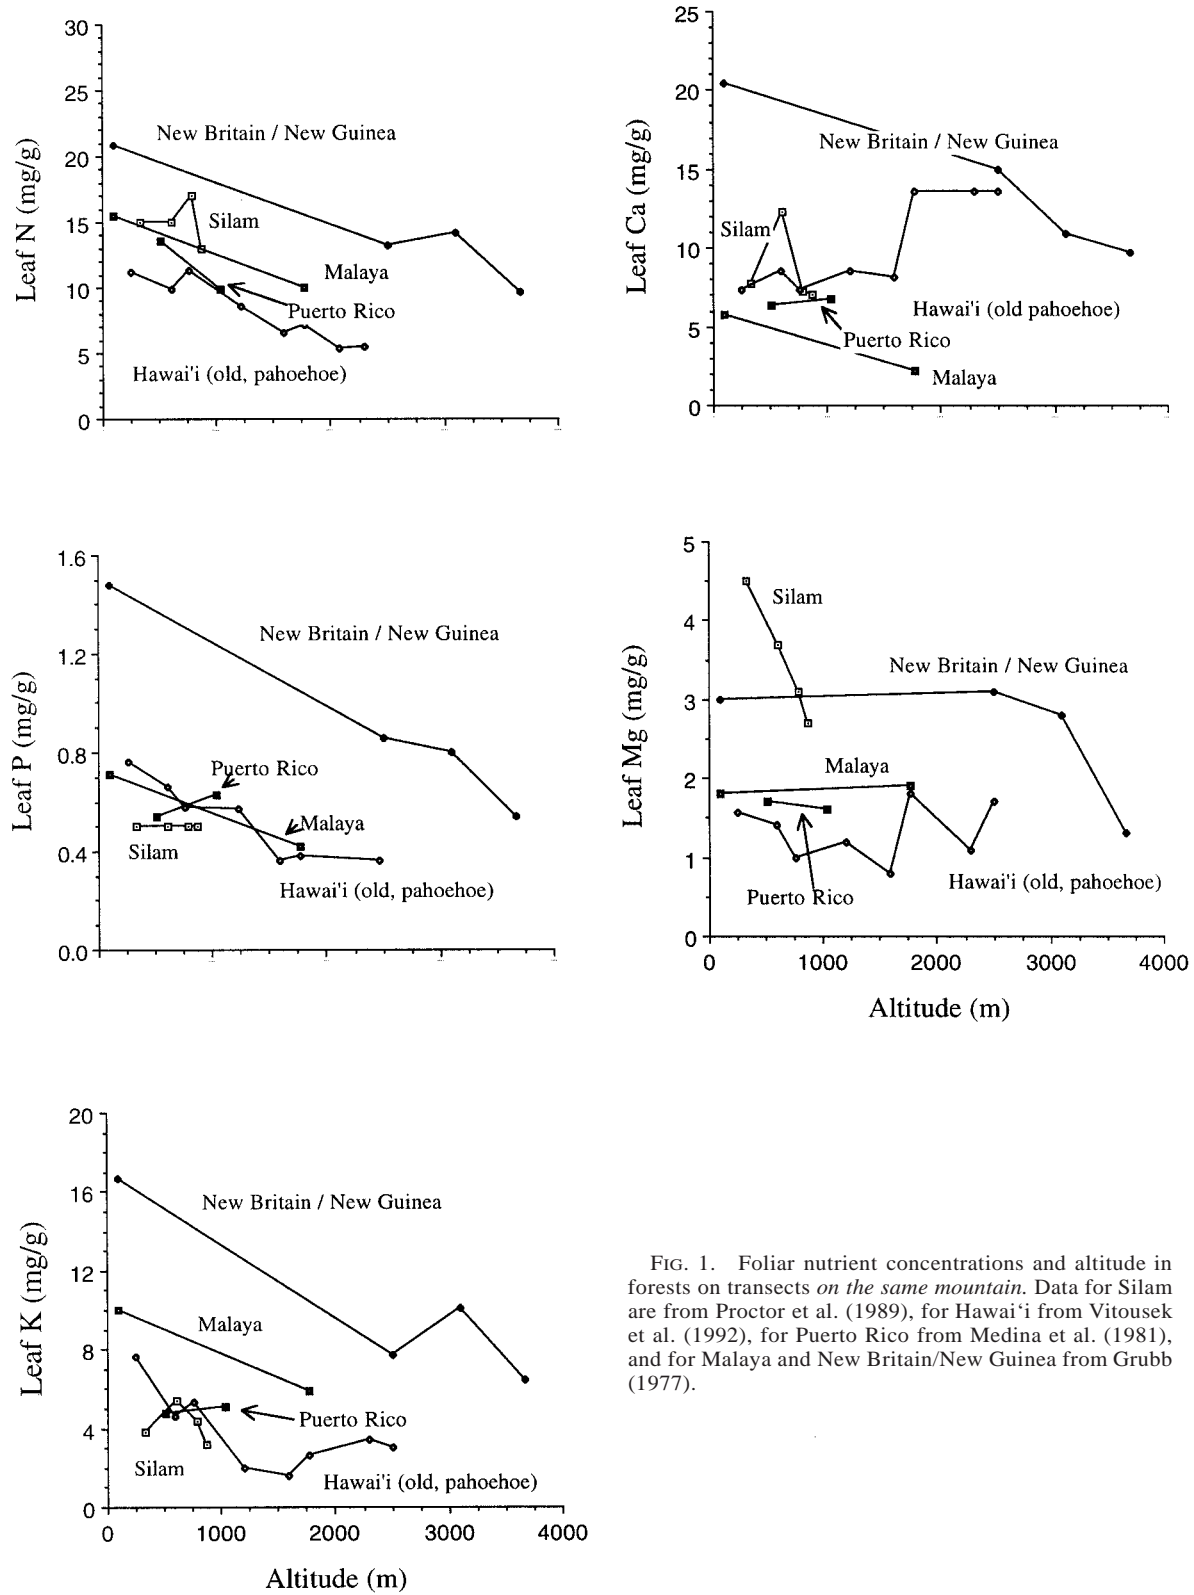 30
25
20
15
10
5
0
Leaf N (mg/g)
New Britain / New Guinea
Silam
Malaya
Puerto Rico
Hawai'i (old, pahoehoe)
25
20
15
10
5
0
Leaf Ca (mg/g)
New Britain / New Guinea
Silam
Hawai'i (old pahoehoe)
Puerto Rico
Malaya
1.6
1.2
0.8
0.4
0.0
Leaf P (mg/g)
New Britain / New Guinea
Puerto Rico
Malaya
Silam
Hawai'i (old, pahoehoe)
5
4
3
2
1
0
Leaf Mg (mg/g)
Silam
New Britain / New Guinea
Malaya
Puerto Rico
Hawai'i (old, pahoehoe)
0 1000 2000 3000 4000
Altitude (m)
20
16
12
8
4
0
Leaf K (mg/g)
New Britain / New Guinea
Malaya
Puerto Rico
Silam
Hawai'i (old, pahoehoe)
0 1000 2000 3000 4000
Altitude (m)
FIG. 1. Foliar nutrient concentrations and altitude in
forests on transects on the same mountain. Data for Silam
are from Proctor et al. (1989), for Hawai‘i from Vitousek
et al. (1992), for Puerto Rico from Medina et al. (1981),
and for Malaya and New Britain/New Guinea from Grubb
(1977).